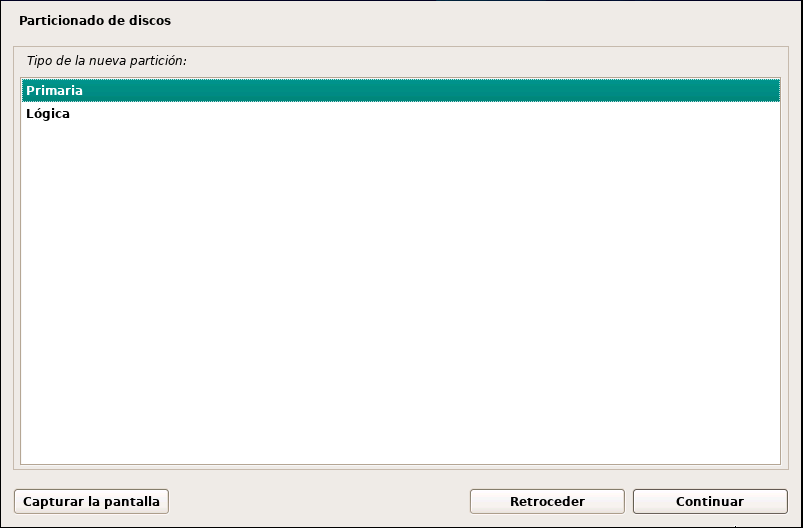 Particionado de discos
Tipo de la nueva partición:
Primaria
Lógica
Capturar la pantalla
Retroceder
Continuar